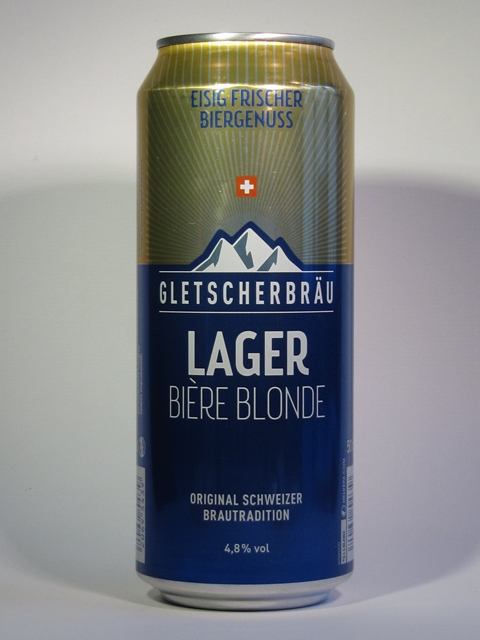 EISIG FRISCHER
BIERGENUSS
GLETSCHERBRÄU
LAGER
BIÈRE BLONDE
ORIGINAL SCHWEIZER
BRAUTRADITION
4,8% vol